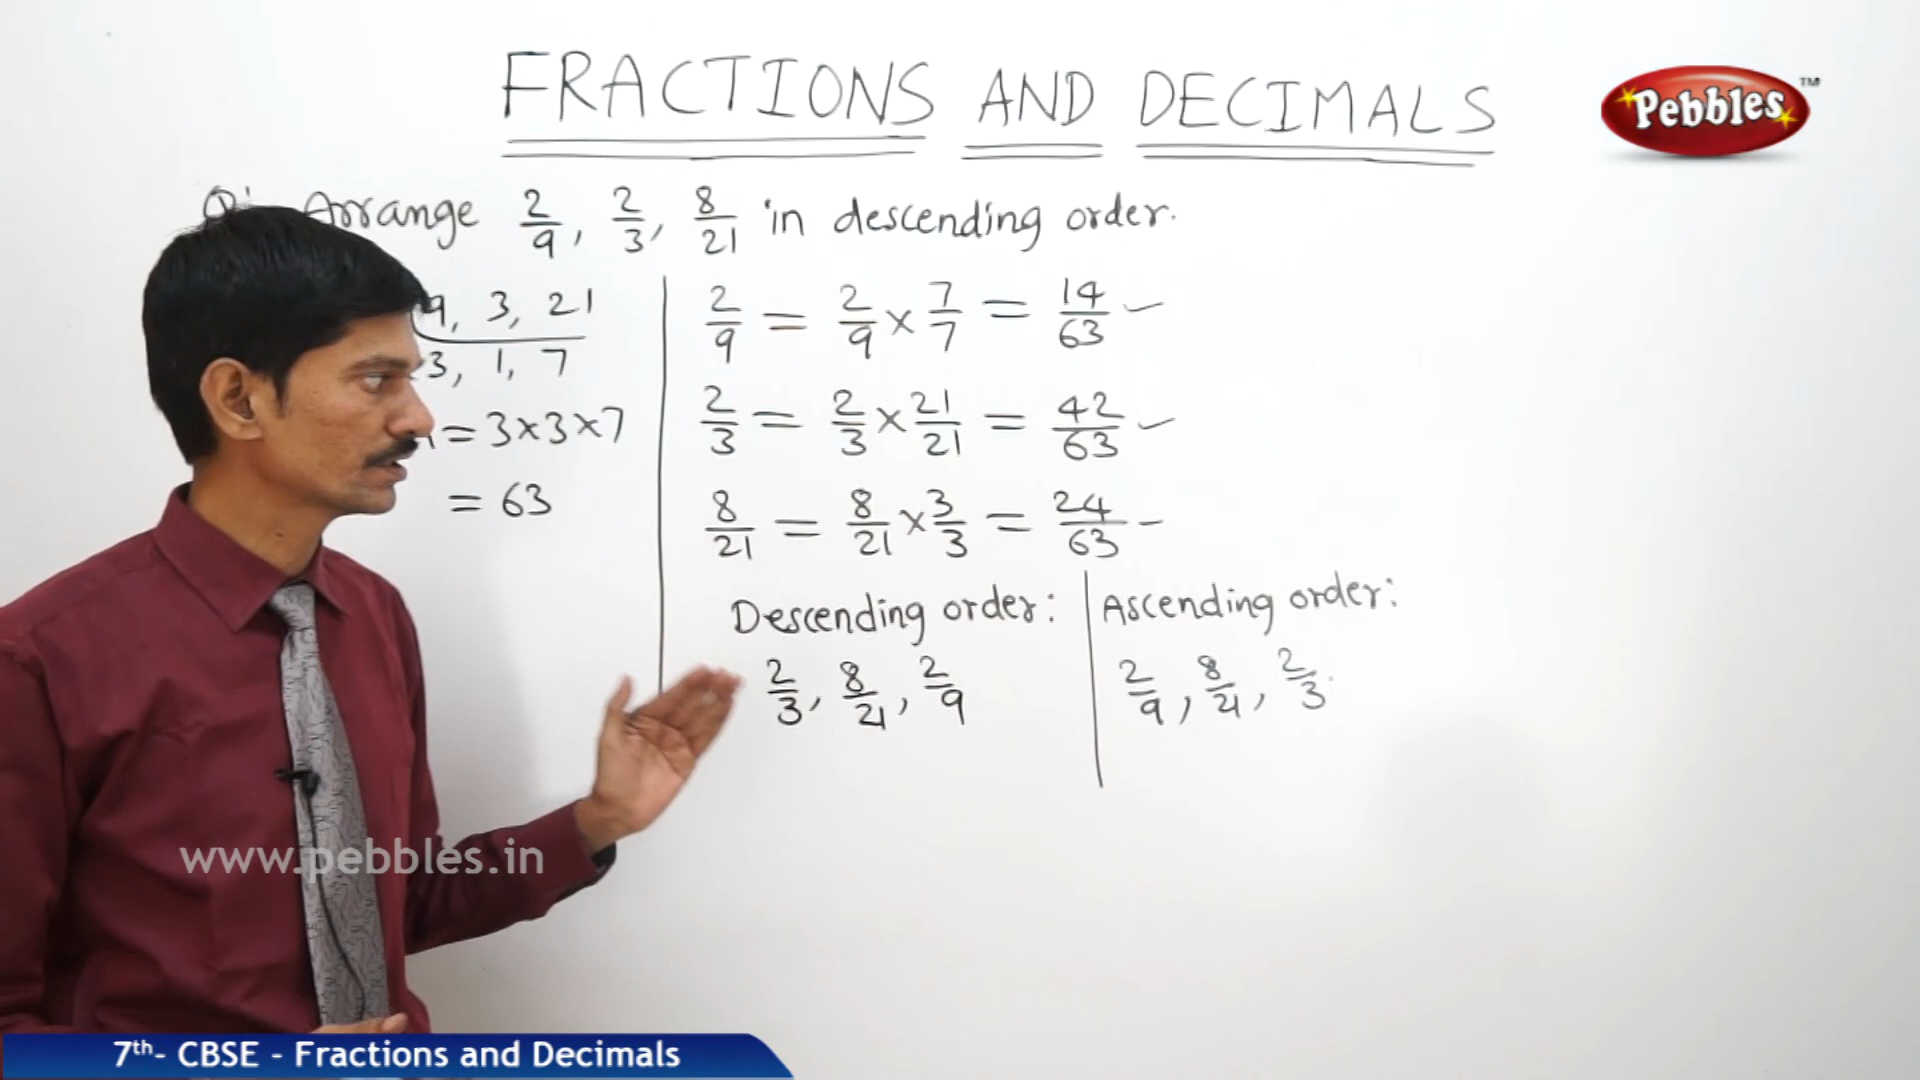 FRACTIONS AND DECIMALS
Pebbles™
Q: Arrange 2/9, 2/3, 8/21 in descending order.
9, 3, 21
3, 1, 7
= 3×3×7
= 63
2/9 = 2/9 × 7/7 = 14/63
2/3 = 2/3 × 21/21 = 42/63
8/21 = 8/21 × 3/3 = 24/63
Descending order:
2/3, 8/21, 2/9
Ascending order:
2/9, 8/21, 2/3.
www.pebbles.in
7th- CBSE - Fractions and Decimals